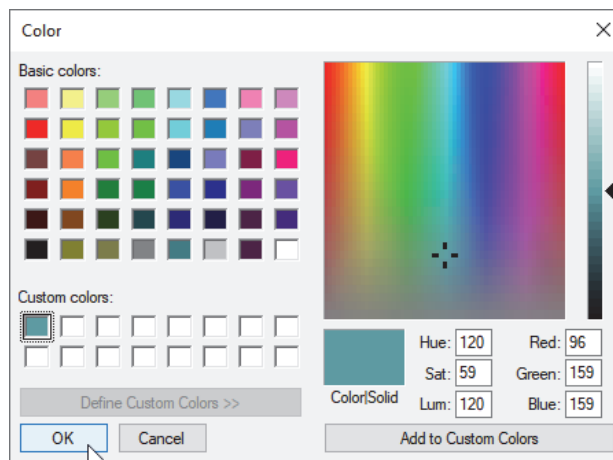 Color
Basic colors:
Custom colors:
Define Custom Colors >>
OK Cancel
Color|Solid
Hue: 120 Red: 96
Sat: 59 Green: 159
Lum: 120 Blue: 159
Add to Custom Colors